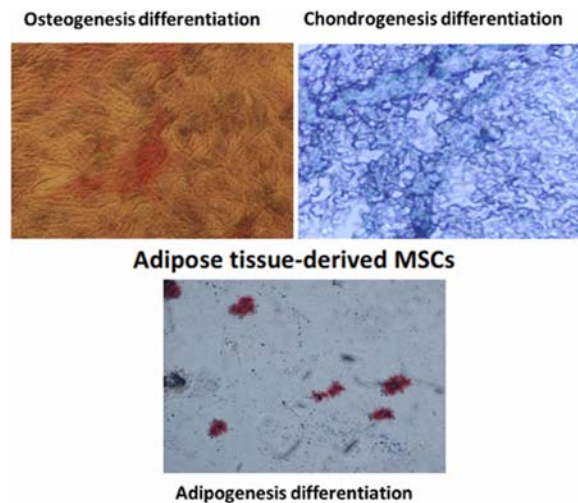 Osteogenesis differentiation
Chondrogenesis differentiation
Adipose tissue-derived MSCs
Adipogenesis differentiation